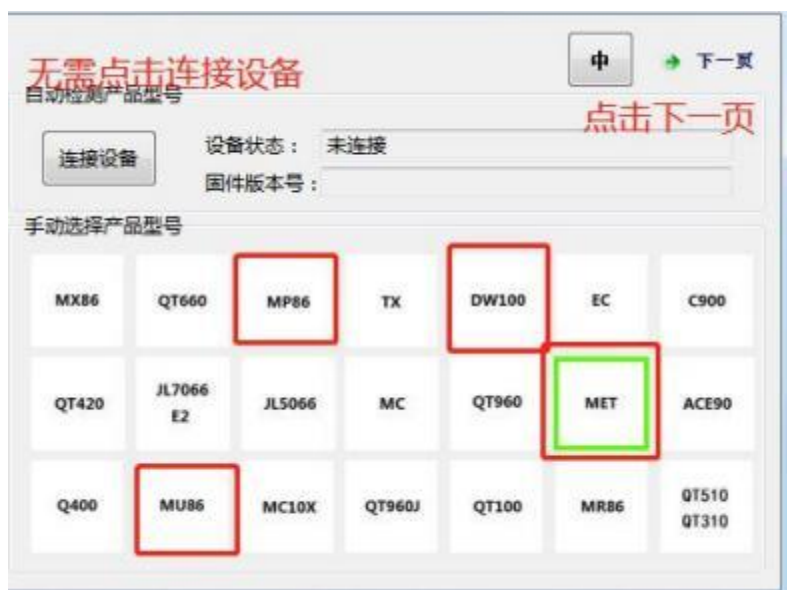 无需点击连接设备
中
下一页
自动检测产品型号
点击下一页
连接设备
设备状态： 未连接
固件版本号：
手动选择产品型号
MX86 QT660 MP86 TX DW100 EC C900
QT420 JL7066 E2 JL5066 MC QT960 MET ACE90
Q400 MU86 MC10X QT960J QT100 MR86 QT510 QT310